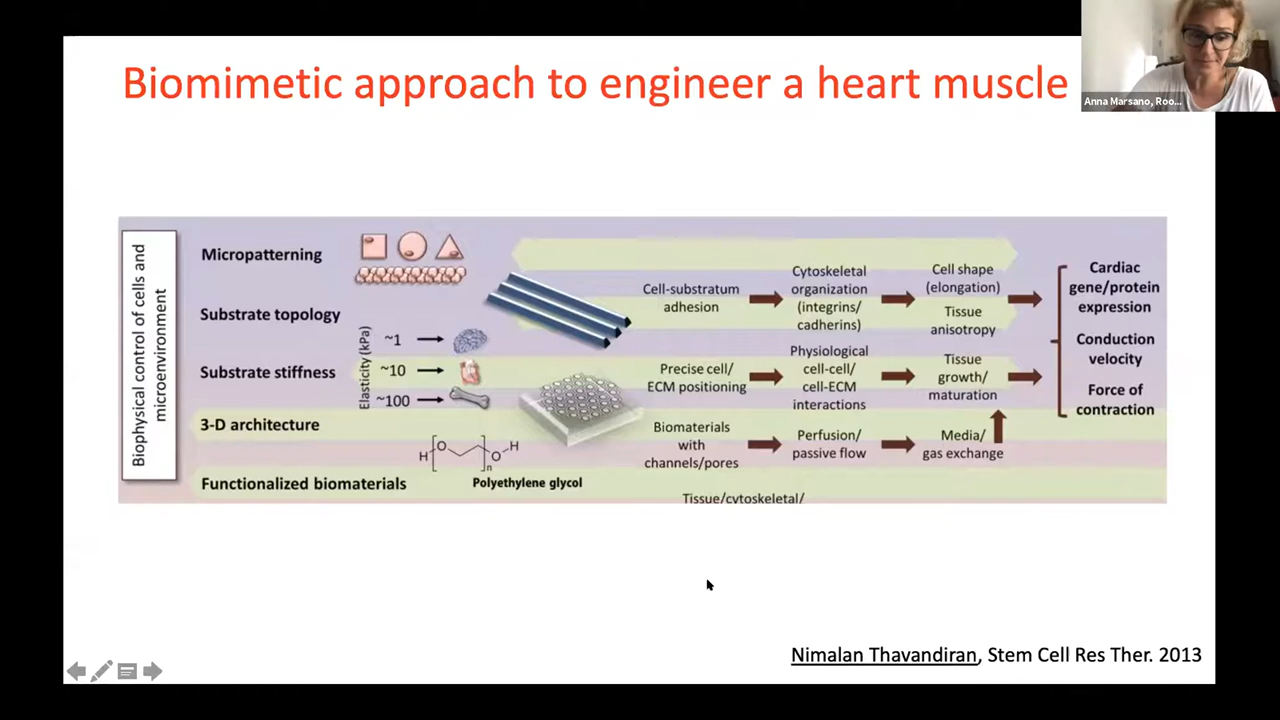 Biomimetic approach to engineer a heart muscle
Anna Marsano, Roo...
Biophysical control of cells and
microenvironment
Micropatterning
Substrate topology
Substrate stiffness
3-D architecture
Functionalized biomaterials
Elasticity (kPa)
~1
~10
~100
H
O
n
O
H
Polyethylene glycol
Cell-substratum
adhesion
Cytoskeletal
organization
(integrins/
cadherins)
Cell shape
(elongation)
Tissue
anisotropy
Precise cell/
ECM positioning
Physiological
cell-cell/
cell-ECM
interactions
Tissue
growth/
maturation
Biomaterials
with
channels/pores
Perfusion/
passive flow
Media/
gas exchange
Tissue/cytoskeletal/
Cardiac
gene/protein
expression
Conduction
velocity
Force of
contraction
Nimalan Thavandiran, Stem Cell Res Ther. 2013